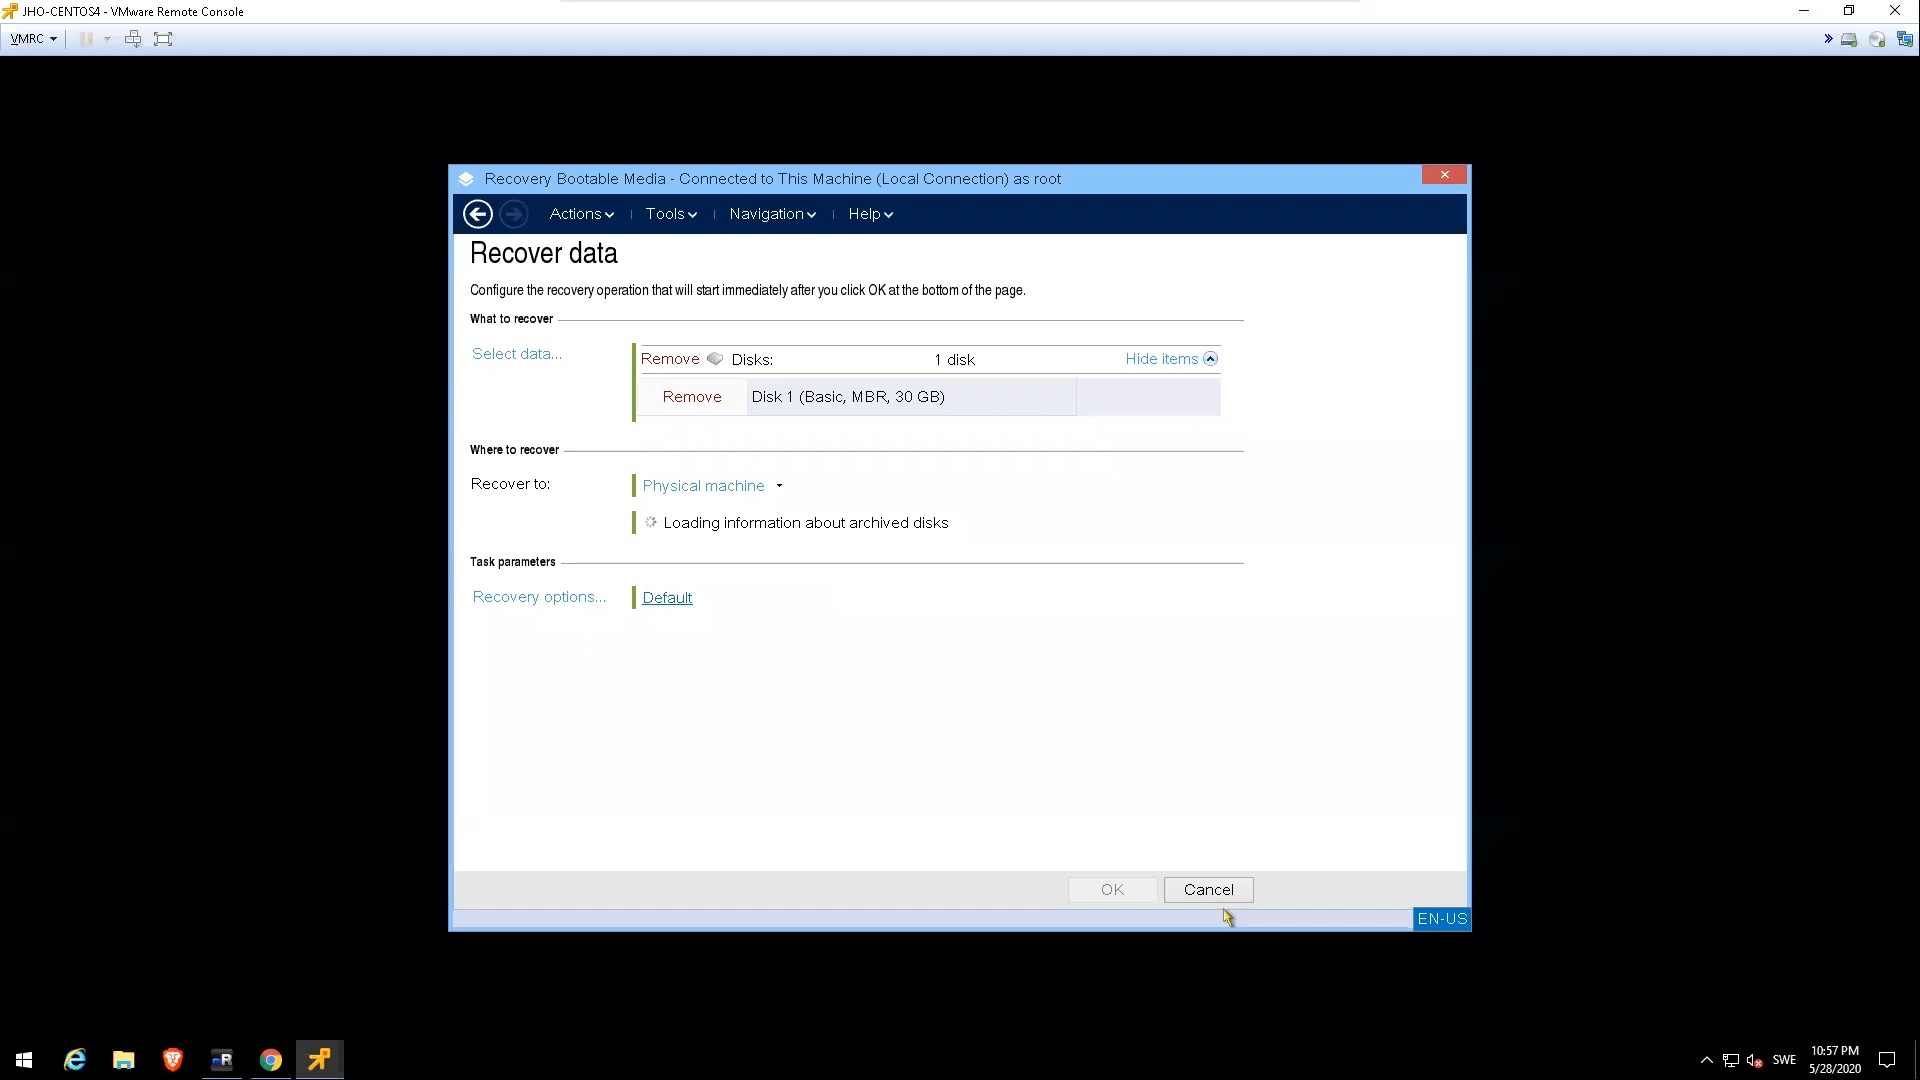 JHO-CENTOS4 - VMware Remote Console
VMRC
Recovery Bootable Media - Connected to This Machine (Local Connection) as root
Actions Tools Navigation Help
Recover data
Configure the recovery operation that will start immediately after you click OK at the bottom of the page.
What to recover
Select data...
Remove Disks: 1 disk Hide items
Remove Disk 1 (Basic, MBR, 30 GB)
Where to recover
Recover to: Physical machine
Loading information about archived disks
Task parameters
Recovery options... Default
OK Cancel
EN-US
SWE
10:57 PM
5/28/2020